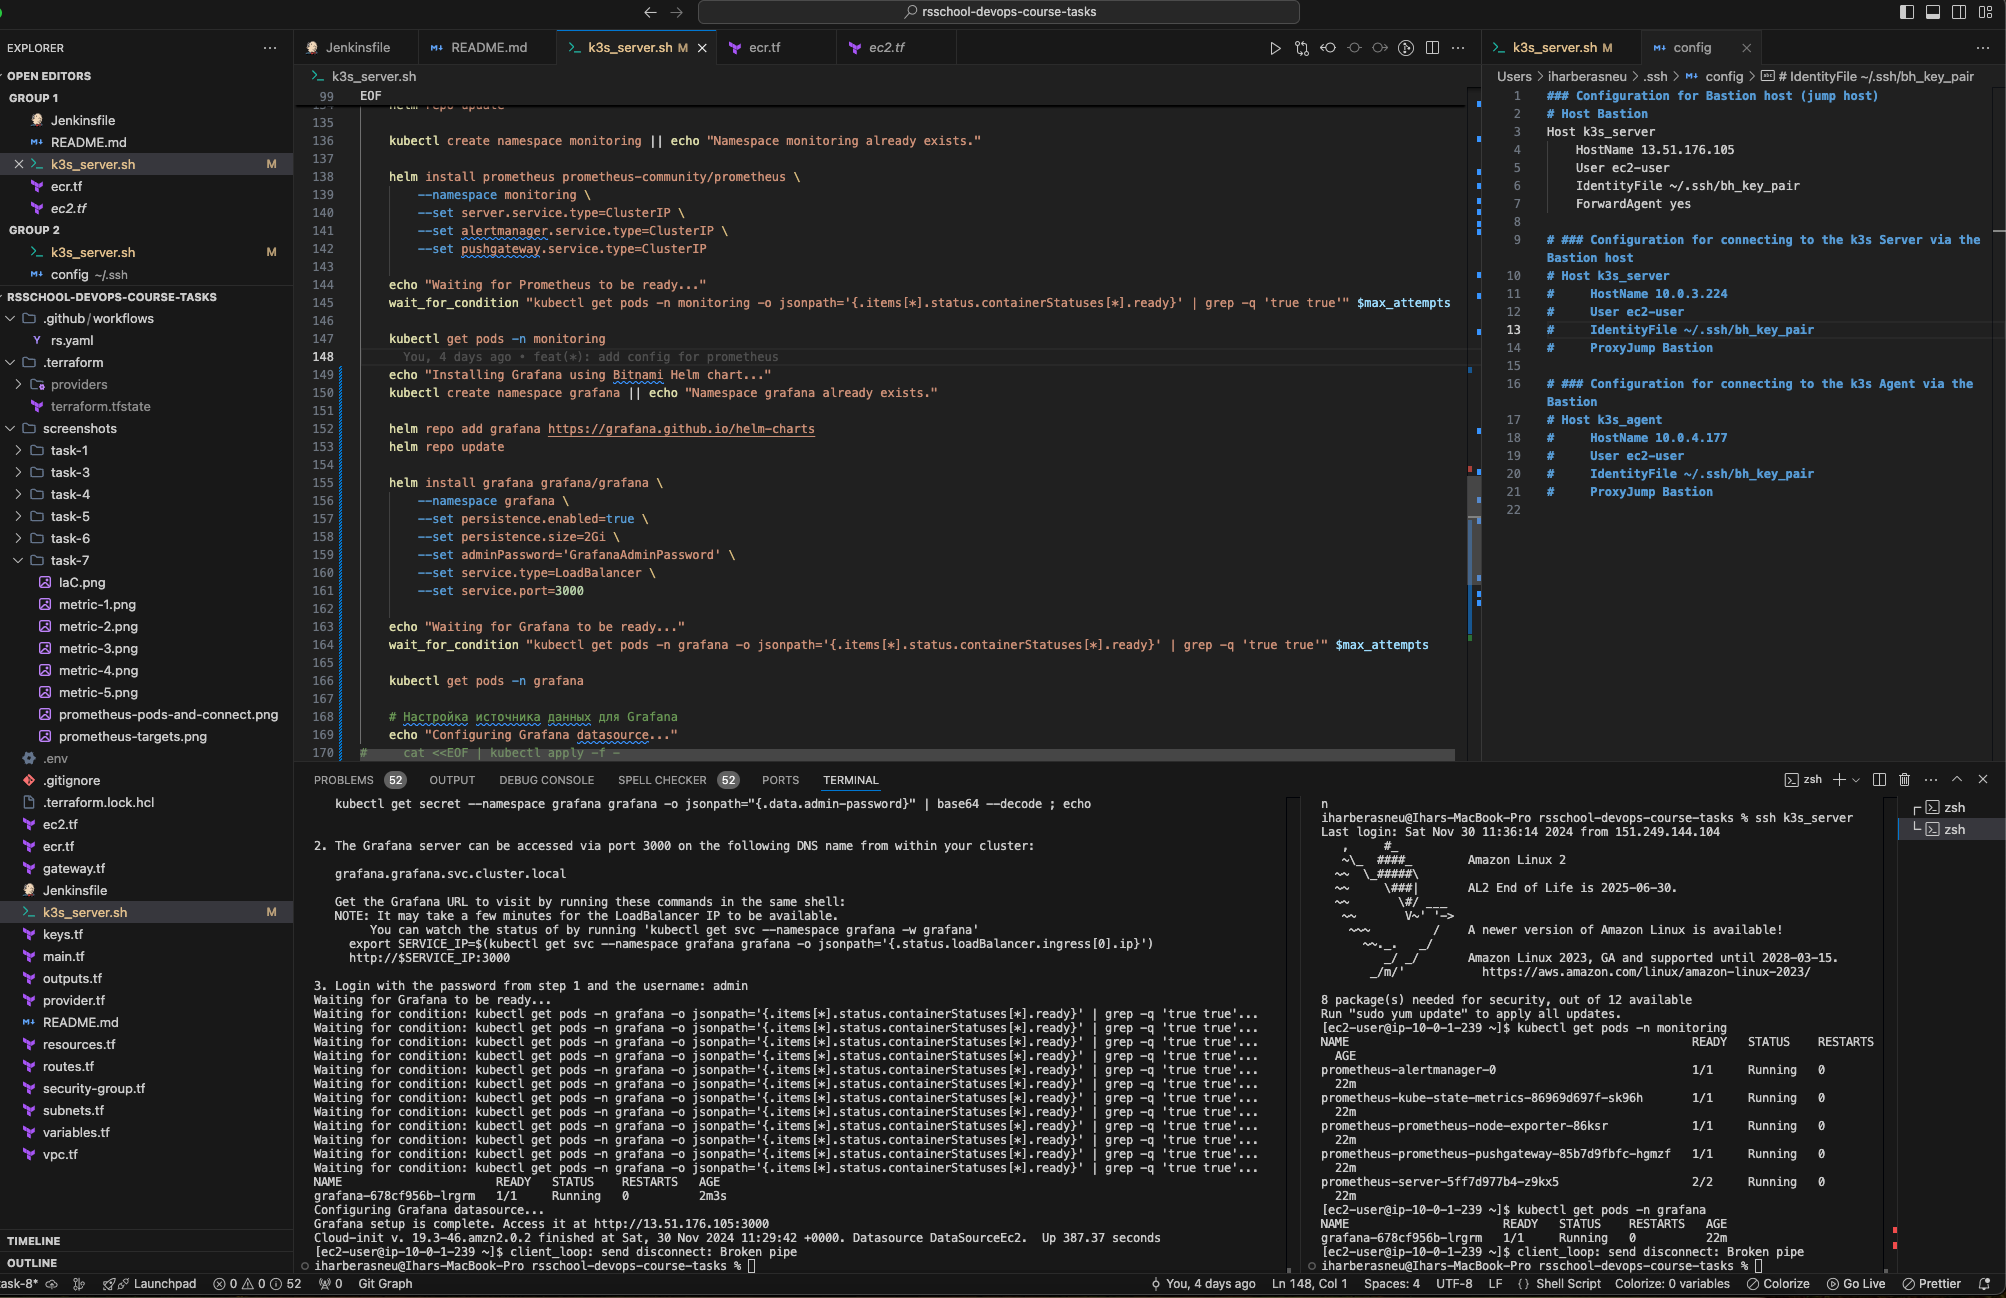 rsschool-devops-course-tasks
EXPLORER
OPEN EDITORS
GROUP 1
Jenkinsfile
README.md
k3s_server.sh M
ecr.tf
ec2.tf
GROUP 2
k3s_server.sh M
config ~/.ssh
RSSCHOOL-DEVOPS-COURSE-TASKS
.github/workflows
rs.yaml
.terraform
providers
terraform.tfstate
screenshots
task-1
task-3
task-4
task-5
task-6
task-7
IaC.png
metric-1.png
metric-2.png
metric-3.png
metric-4.png
metric-5.png
prometheus-pods-and-connect.png
prometheus-targets.png
.env
.gitignore
.terraform.lock.hcl
ec2.tf
ecr.tf
gateway.tf
Jenkinsfile
k3s_server.sh M
keys.tf
main.tf
outputs.tf
provider.tf
README.md
resources.tf
routes.tf
security-group.tf
subnets.tf
variables.tf
vpc.tf
TIMELINE
OUTLINE
Jenkinsfile README.md k3s_server.sh M ecr.tf ec2.tf
k3s_server.sh
99 EOF
134 helm repo update
135
136 kubectl create namespace monitoring || echo "Namespace monitoring already exists."
137
138 helm install prometheus prometheus-community/prometheus \
139 --namespace monitoring \
140 --set server.service.type=ClusterIP \
141 --set alertmanager.service.type=ClusterIP \
142 --set pushgateway.service.type=ClusterIP
143
144 echo "Waiting for Prometheus to be ready..."
145 wait_for_condition "kubectl get pods -n monitoring -o jsonpath='{.items[*].status.containerStatuses[*].ready}' | grep -q 'true true'" $max_attempts
146
147 kubectl get pods -n monitoring
148 You, 4 days ago • feat(*): add config for prometheus
149 echo "Installing Grafana using Bitnami Helm chart..."
150 kubectl create namespace grafana || echo "Namespace grafana already exists."
151
152 helm repo add grafana https://grafana.github.io/helm-charts
153 helm repo update
154
155 helm install grafana grafana/grafana \
156 --namespace grafana \
157 --set persistence.enabled=true \
158 --set persistence.size=2Gi \
159 --set adminPassword='GrafanaAdminPassword' \
160 --set service.type=LoadBalancer \
161 --set service.port=3000
162
163 echo "Waiting for Grafana to be ready..."
164 wait_for_condition "kubectl get pods -n grafana -o jsonpath='{.items[*].status.containerStatuses[*].ready}' | grep -q 'true true'" $max_attempts
165
166 kubectl get pods -n grafana
167
168 # Настройка источника данных для Grafana
169 echo "Configuring Grafana datasource..."
170 # cat <<EOF | kubectl apply -f -
k3s_server.sh M config
Users > iharberasneu > .ssh > config > # IdentityFile ~/.ssh/bh_key_pair
1 ### Configuration for Bastion host (jump host)
2 # Host Bastion
3 Host k3s_server
4 HostName 13.51.176.105
5 User ec2-user
6 IdentityFile ~/.ssh/bh_key_pair
7 ForwardAgent yes
8
9 # ### Configuration for connecting to the k3s Server via the
Bastion host
10 # Host k3s_server
11 # HostName 10.0.3.224
12 # User ec2-user
13 # IdentityFile ~/.ssh/bh_key_pair
14 # ProxyJump Bastion
15
16 # ### Configuration for connecting to the k3s Agent via the
Bastion
17 # Host k3s_agent
18 # HostName 10.0.4.177
19 # User ec2-user
20 # IdentityFile ~/.ssh/bh_key_pair
21 # ProxyJump Bastion
22
PROBLEMS 52 OUTPUT DEBUG CONSOLE SPELL CHECKER 52 PORTS TERMINAL
zsh
kubectl get secret --namespace grafana grafana -o jsonpath="{.data.admin-password}" | base64 --decode ; echo
2. The Grafana server can be accessed via port 3000 on the following DNS name from within your cluster:
grafana.grafana.svc.cluster.local
Get the Grafana URL to visit by running these commands in the same shell:
NOTE: It may take a few minutes for the LoadBalancer IP to be available.
You can watch the status of by running 'kubectl get svc --namespace grafana -w grafana'
export SERVICE_IP=$(kubectl get svc --namespace grafana grafana -o jsonpath='{.status.loadBalancer.ingress[0].ip}')
http://$SERVICE_IP:3000
3. Login with the password from step 1 and the username: admin
Waiting for Grafana to be ready...
Waiting for condition: kubectl get pods -n grafana -o jsonpath='{.items[*].status.containerStatuses[*].ready}' | grep -q 'true true'...
Waiting for condition: kubectl get pods -n grafana -o jsonpath='{.items[*].status.containerStatuses[*].ready}' | grep -q 'true true'...
Waiting for condition: kubectl get pods -n grafana -o jsonpath='{.items[*].status.containerStatuses[*].ready}' | grep -q 'true true'...
Waiting for condition: kubectl get pods -n grafana -o jsonpath='{.items[*].status.containerStatuses[*].ready}' | grep -q 'true true'...
Waiting for condition: kubectl get pods -n grafana -o jsonpath='{.items[*].status.containerStatuses[*].ready}' | grep -q 'true true'...
Waiting for condition: kubectl get pods -n grafana -o jsonpath='{.items[*].status.containerStatuses[*].ready}' | grep -q 'true true'...
Waiting for condition: kubectl get pods -n grafana -o jsonpath='{.items[*].status.containerStatuses[*].ready}' | grep -q 'true true'...
Waiting for condition: kubectl get pods -n grafana -o jsonpath='{.items[*].status.containerStatuses[*].ready}' | grep -q 'true true'...
Waiting for condition: kubectl get pods -n grafana -o jsonpath='{.items[*].status.containerStatuses[*].ready}' | grep -q 'true true'...
Waiting for condition: kubectl get pods -n grafana -o jsonpath='{.items[*].status.containerStatuses[*].ready}' | grep -q 'true true'...
Waiting for condition: kubectl get pods -n grafana -o jsonpath='{.items[*].status.containerStatuses[*].ready}' | grep -q 'true true'...
Waiting for condition: kubectl get pods -n grafana -o jsonpath='{.items[*].status.containerStatuses[*].ready}' | grep -q 'true true'...
NAME READY STATUS RESTARTS AGE
grafana-678cf956b-lrgrm 1/1 Running 0 2m3s
Configuring Grafana datasource...
Grafana setup is complete. Access it at http://13.51.176.105:3000
Cloud-init v. 19.3-46.amzn2.0.2 finished at Sat, 30 Nov 2024 11:29:42 +0000. Datasource DataSourceEc2. Up 387.37 seconds
[ec2-user@ip-10-0-1-239 ~]$ client_loop: send disconnect: Broken pipe
iharberasneu@Ihars-MacBook-Pro rsschool-devops-course-tasks %
n
iharberasneu@Ihars-MacBook-Pro rsschool-devops-course-tasks % ssh k3s_server
Last login: Sat Nov 30 11:36:14 2024 from 151.249.144.104
, #_
~\_ ####_ Amazon Linux 2
~~ \_#####\
~~ \###| AL2 End of Life is 2025-06-30.
~~ \#/ ___
~~ V~' '->
~~~ / A newer version of Amazon Linux is available!
~~._. _/
_/ _/ Amazon Linux 2023, GA and supported until 2028-03-15.
_/m/' https://aws.amazon.com/linux/amazon-linux-2023/
8 package(s) needed for security, out of 12 available
Run "sudo yum update" to apply all updates.
[ec2-user@ip-10-0-1-239 ~]$ kubectl get pods -n monitoring
NAME READY STATUS RESTARTS
AGE
prometheus-alertmanager-0 1/1 Running 0
22m
prometheus-kube-state-metrics-86969d697f-sk96h 1/1 Running 0
22m
prometheus-prometheus-node-exporter-86ksr 1/1 Running 0
22m
prometheus-prometheus-pushgateway-85b7d9fbfc-hgmzf 1/1 Running 0
22m
prometheus-server-5ff7d977b4-z9kx5 2/2 Running 0
22m
[ec2-user@ip-10-0-1-239 ~]$ kubectl get pods -n grafana
NAME READY STATUS RESTARTS AGE
grafana-678cf956b-lrgrm 1/1 Running 0 22m
[ec2-user@ip-10-0-1-239 ~]$ client_loop: send disconnect: Broken pipe
iharberasneu@Ihars-MacBook-Pro rsschool-devops-course-tasks %
zsh
zsh
ask-8* Launchpad 0 0 52 0 Git Graph You, 4 days ago Ln 148, Col 1 Spaces: 4 UTF-8 LF {} Shell Script Colorize: 0 variables Colorize Go Live Prettier